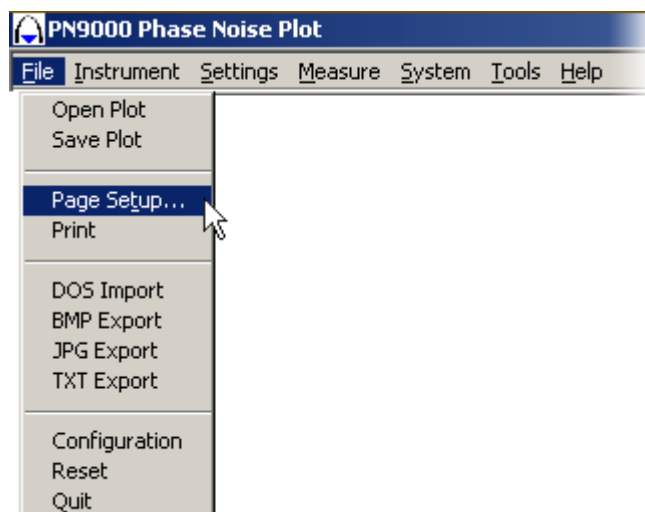 PN9000 Phase Noise Plot
File Instrument Settings Measure System Tools Help
Open Plot
Save Plot
Page Setup...
Print
DOS Import
BMP Export
JPG Export
TXT Export
Configuration
Reset
Quit